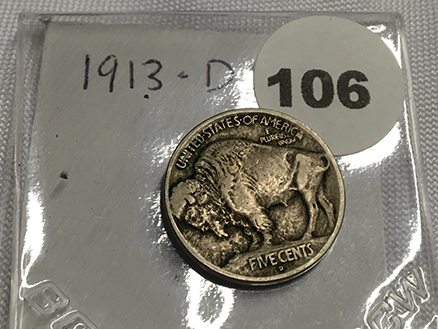 1913-D
106
UNITED·STATES·OF·AMERICA
E
PLURIBUS
UNUM
FIVE CENTS
D